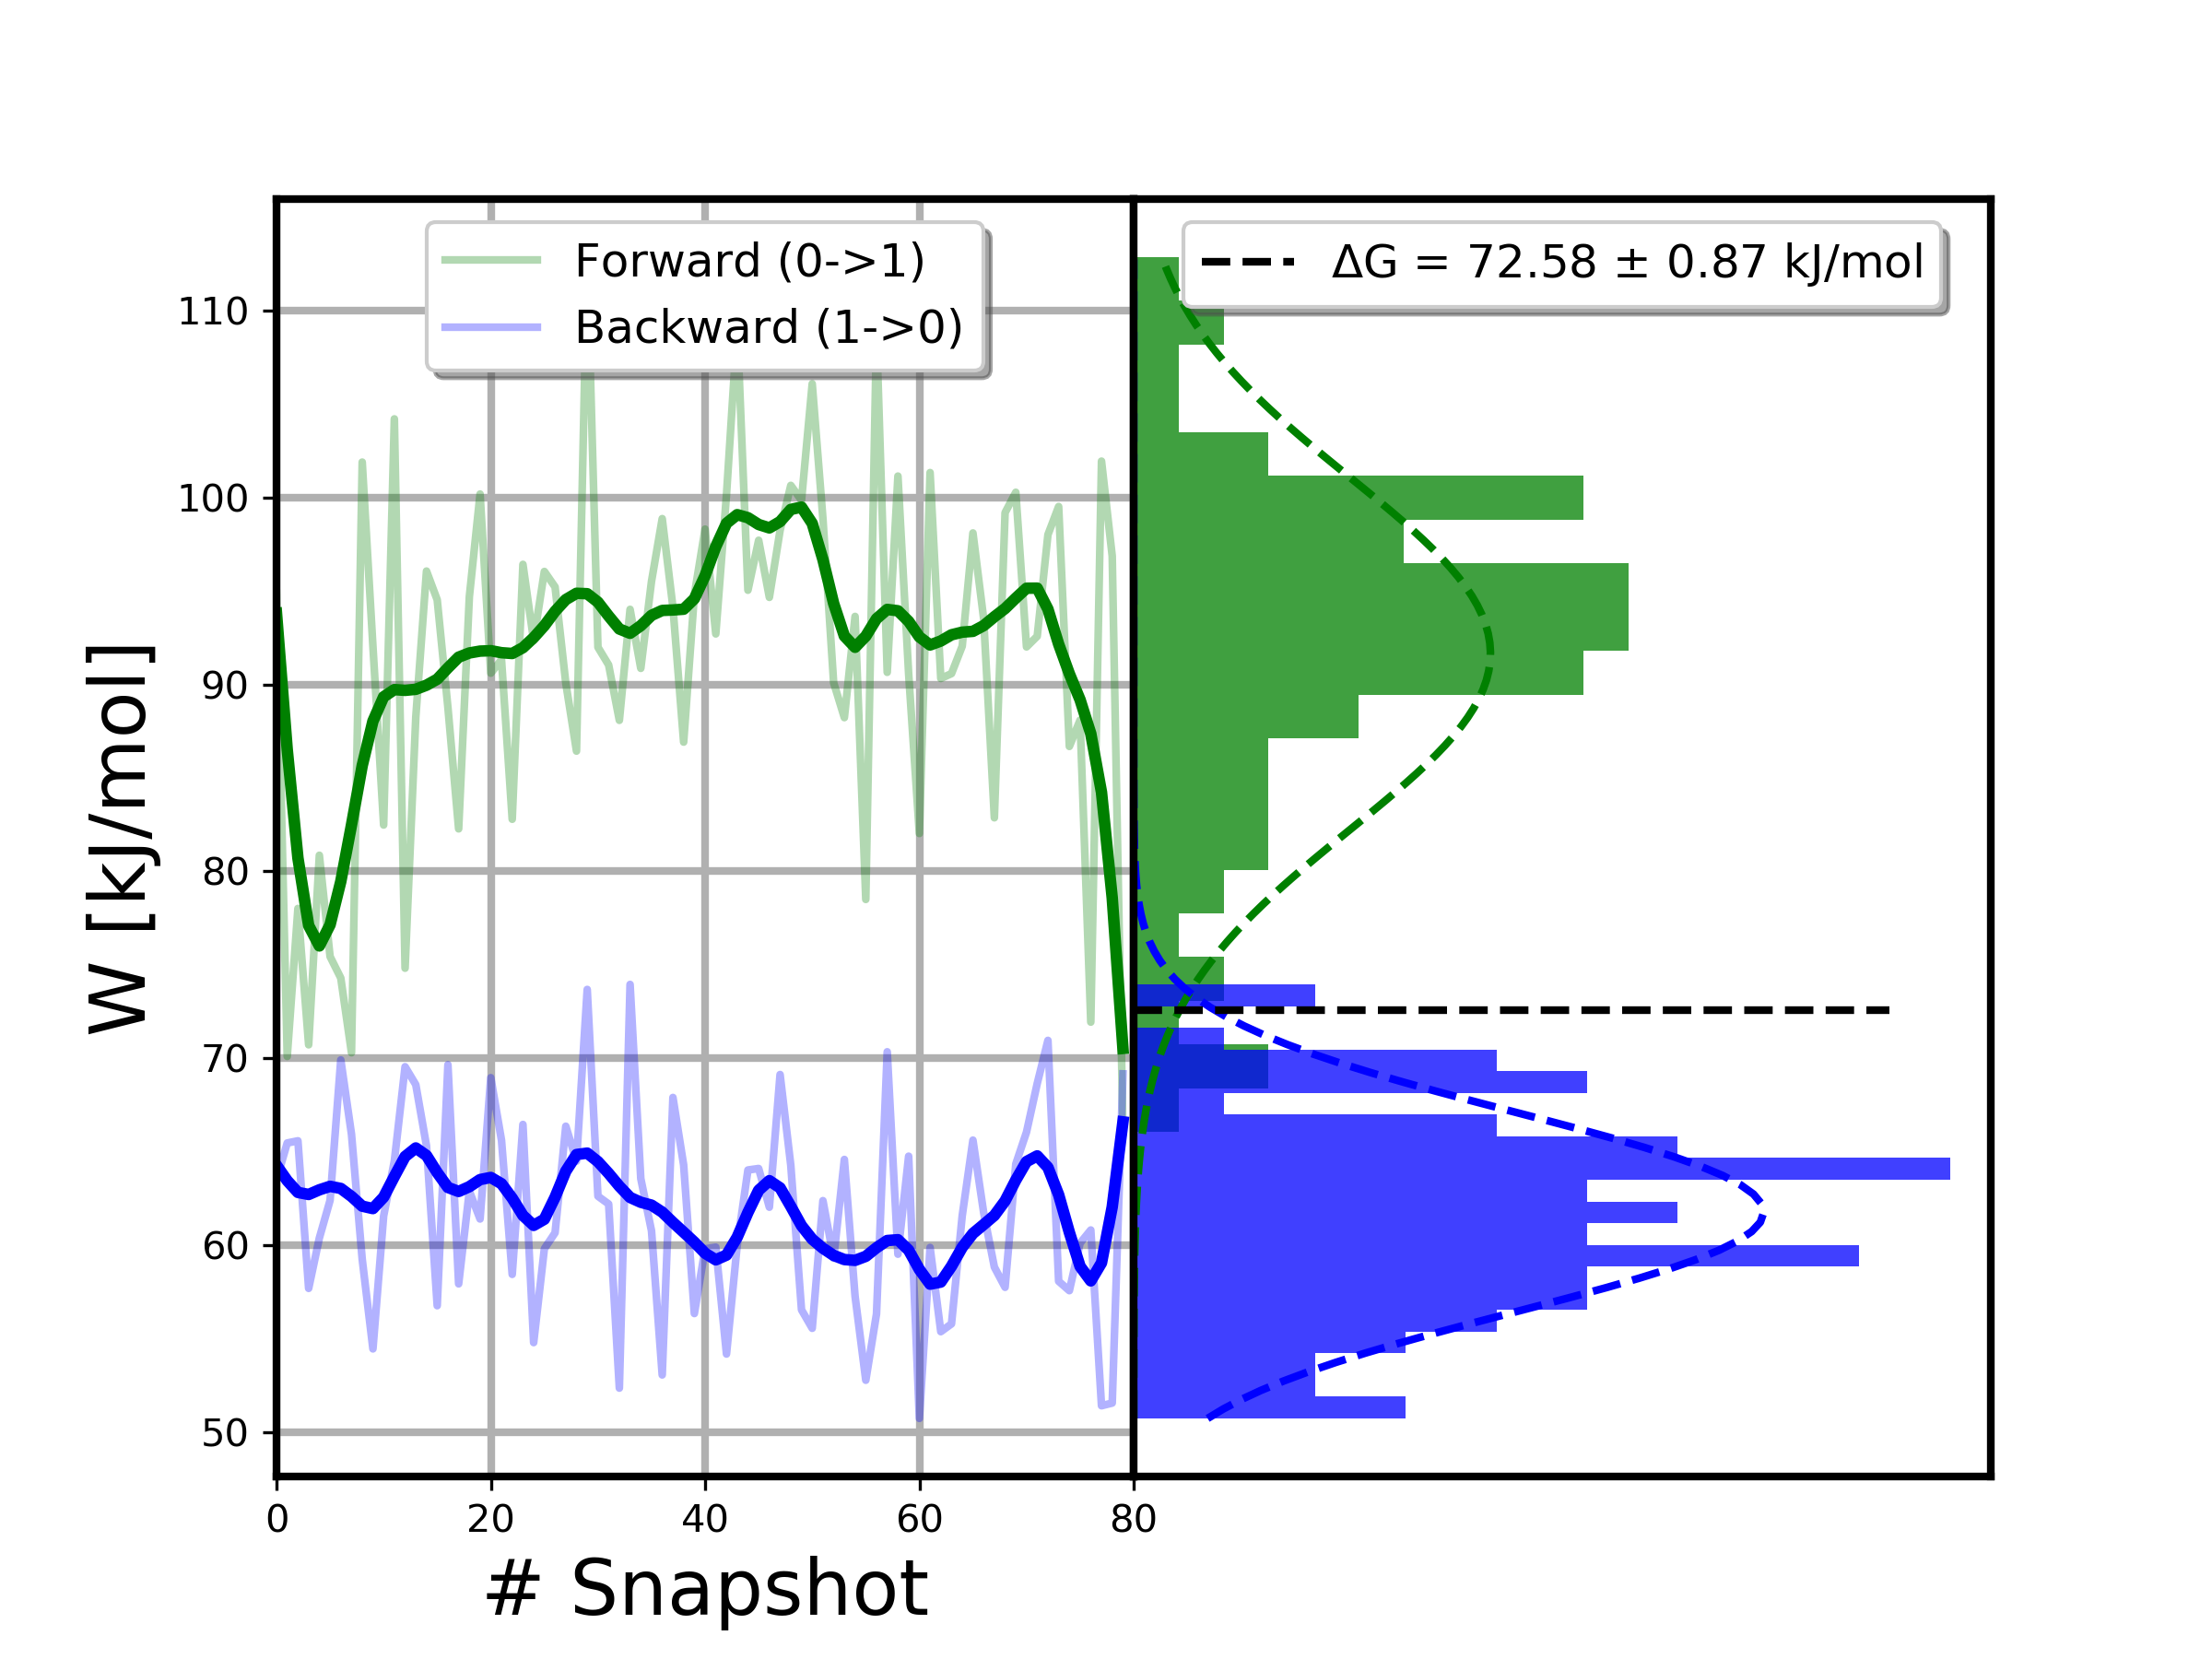 Forward (0->1)
Backward (1->0)
ΔG = 72.58 ± 0.87 kJ/mol
W [kJ/mol]
110
100
90
80
70
60
50
0 20 40 60 80
# Snapshot